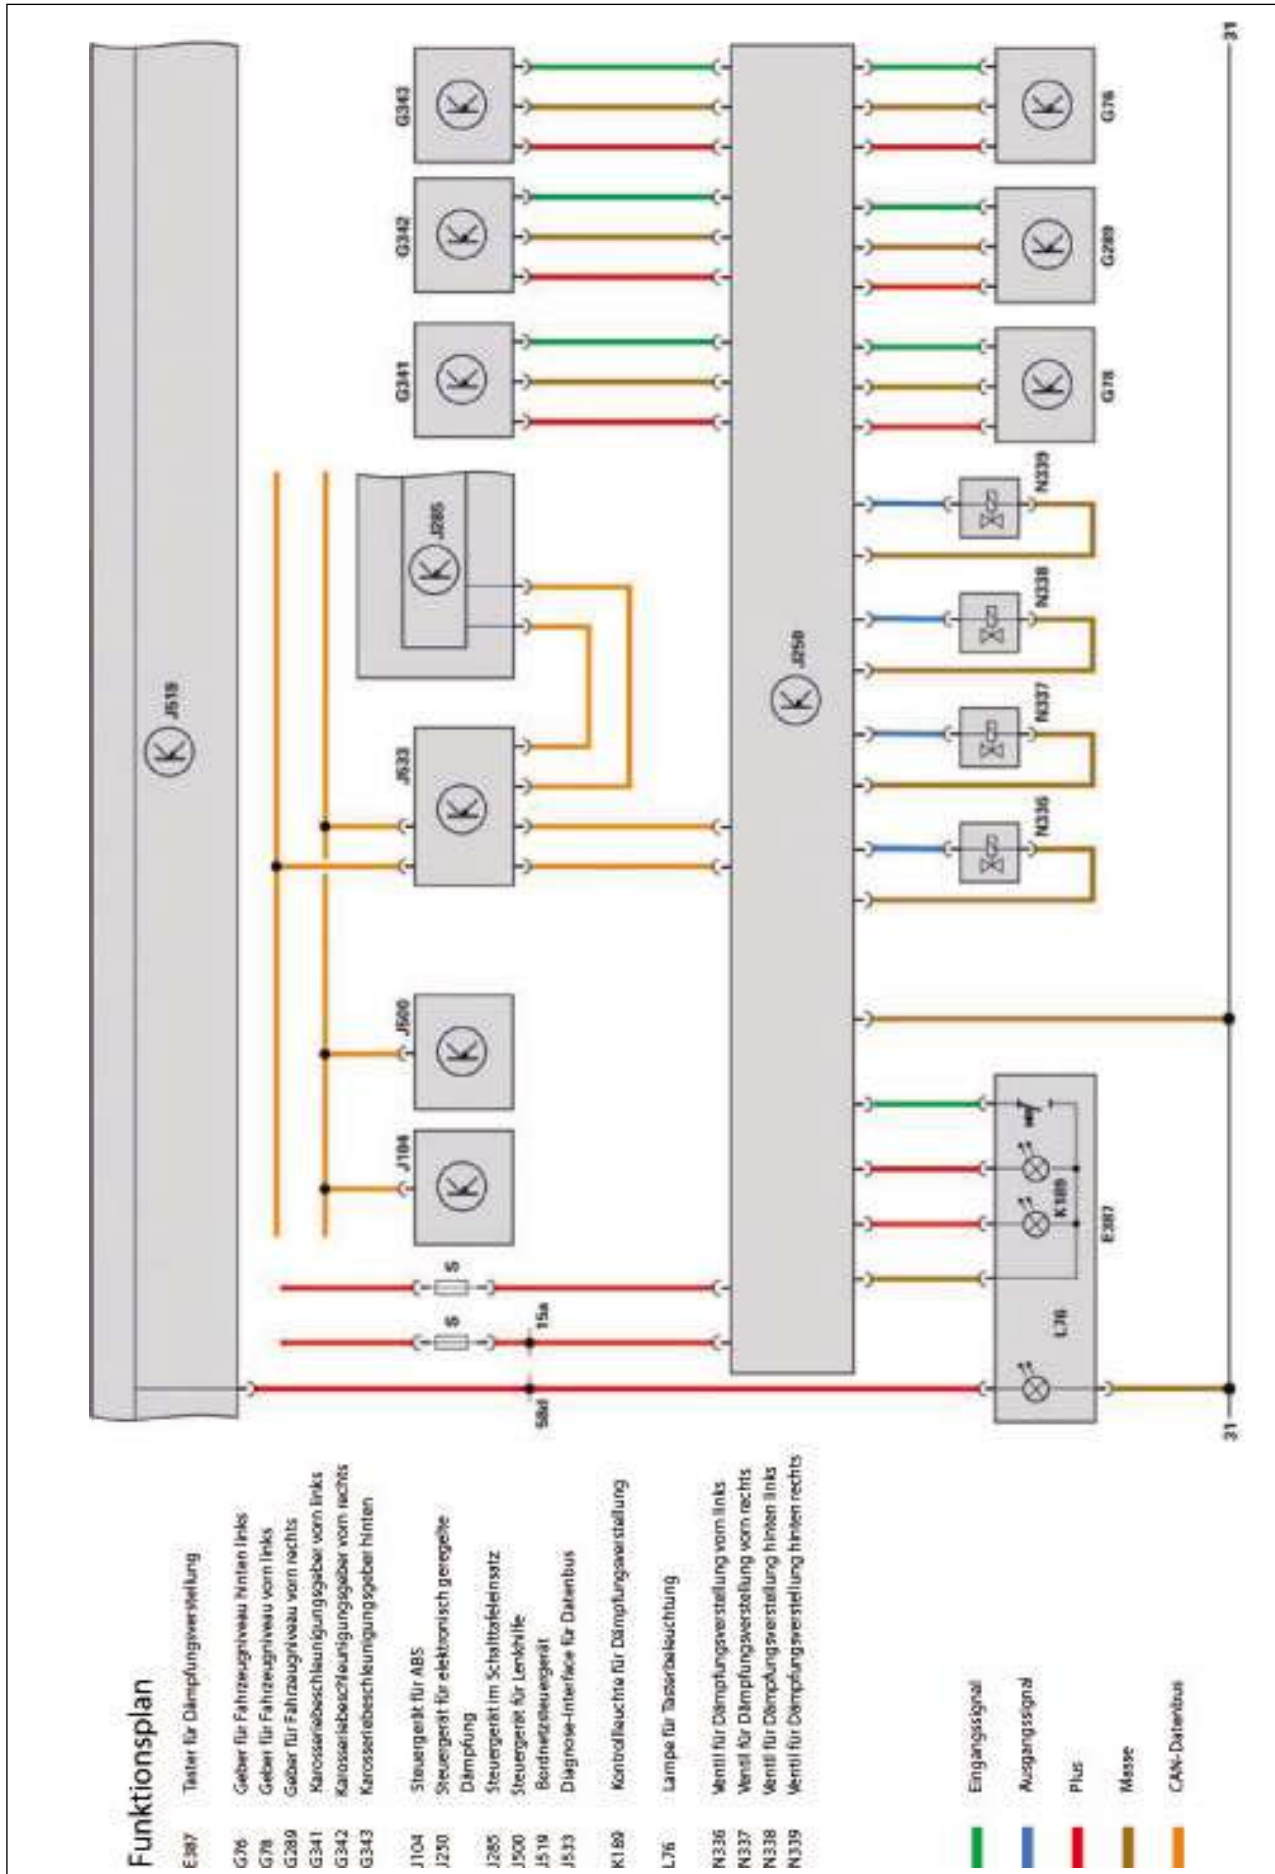 Funktionsplan
E387 Taster für Dämpfungsverstellung
G76 Geber für Fahrzeugniveau hinten links
G78 Geber für Fahrzeugniveau vorn links
G289 Geber für Fahrzeugniveau vorn rechts
G341 Karosseriebeschleunigungsgeber vorn links
G342 Karosseriebeschleunigungsgeber vorn rechts
G343 Karosseriebeschleunigungsgeber hinten
J104 Steuergerät für ABS
J250 Steuergerät für elektronisch geregelte
Dämpfung
J285 Steuergerät im Schalttafeleinsatz
J500 Steuergerät für Lenkhilfe
J519 Bordnetzsteuergerät
J533 Diagnose-Interface für Datenbus
K189 Kontrollleuchte für Dämpfungsverstellung
L76 Lampe für Tasterbeleuchtung
N336 Ventil für Dämpfungsverstellung vorn links
N337 Ventil für Dämpfungsverstellung vorn rechts
N338 Ventil für Dämpfungsverstellung hinten links
N339 Ventil für Dämpfungsverstellung hinten rechts
Eingangssignal
Ausgangssignal
Plus
Masse
CAN-Datenbus
K J519
58d
S
15a
S
J104
K
J500
K
J533
K
K J285
G341
K
G342
K
G343
K
K J250
L76
K189
E387
N336
N337
N338
N339
K
G78
K
G289
K
G76
31
31